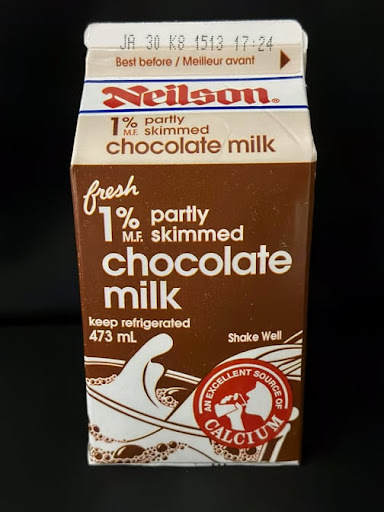 JA 30 K8 1513 17:24
Best before / Meilleur avant
Neilson®
1% partly
M.F. skimmed
chocolate milk
fresh
1% partly
M.F. skimmed
chocolate
milk
keep refrigerated
473 mL
Shake Well
AN EXCELLENT SOURCE OF
CALCIUM